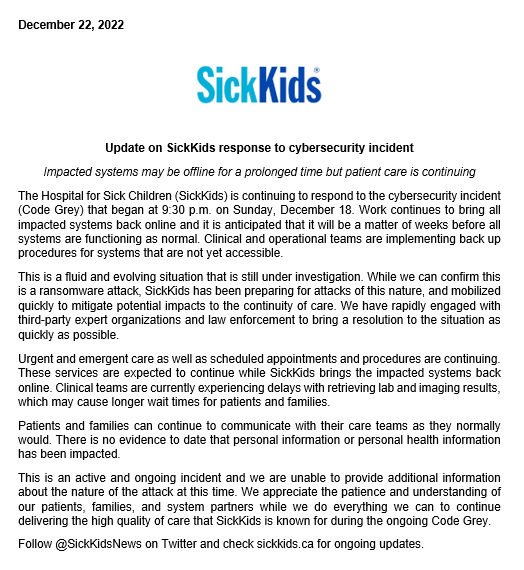 December 22, 2022
SickKids®
Update on SickKids response to cybersecurity incident
Impacted systems may be offline for a prolonged time but patient care is continuing
The Hospital for Sick Children (SickKids) is continuing to respond to the cybersecurity incident
(Code Grey) that began at 9:30 p.m. on Sunday, December 18. Work continues to bring all
impacted systems back online and it is anticipated that it will be a matter of weeks before all
systems are functioning as normal. Clinical and operational teams are implementing back up
procedures for systems that are not yet accessible.
This is a fluid and evolving situation that is still under investigation. While we can confirm this
is a ransomware attack, SickKids has been preparing for attacks of this nature, and mobilized
quickly to mitigate potential impacts to the continuity of care. We have rapidly engaged with
third-party expert organizations and law enforcement to bring a resolution to the situation as
quickly as possible.
Urgent and emergent care as well as scheduled appointments and procedures are continuing.
These services are expected to continue while SickKids brings the impacted systems back
online. Clinical teams are currently experiencing delays with retrieving lab and imaging results,
which may cause longer wait times for patients and families.
Patients and families can continue to communicate with their care teams as they normally
would. There is no evidence to date that personal information or personal health information
has been impacted.
This is an active and ongoing incident and we are unable to provide additional information
about the nature of the attack at this time. We appreciate the patience and understanding of
our patients, families, and system partners while we do everything we can to continue
delivering the high quality of care that SickKids is known for during the ongoing Code Grey.
Follow @SickKidsNews on Twitter and check sickkids.ca for ongoing updates.